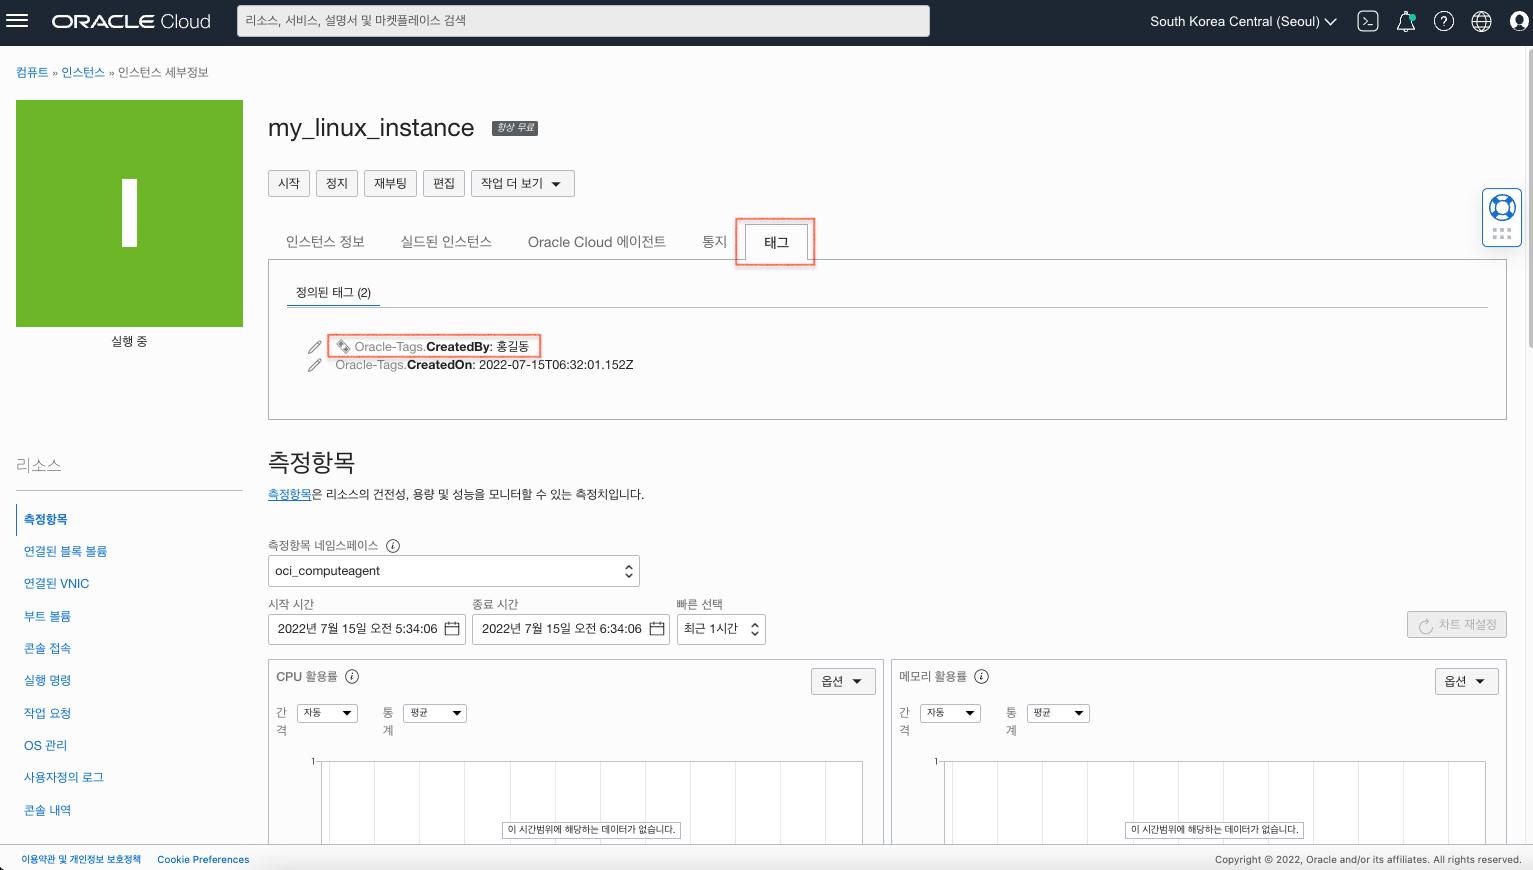 ORACLE Cloud
리소스, 서비스, 설명서 및 마켓플레이스 검색
South Korea Central (Seoul)
컴퓨트 » 인스턴스 » 인스턴스 세부정보
my_linux_instance
항상 무료
시작
정지
재부팅
편집
작업 더 보기
인스턴스 정보
실드된 인스턴스
Oracle Cloud 에이전트
통지
태그
정의된 태그 (2)
Oracle-Tags.CreatedBy: 홍길동
Oracle-Tags.CreatedOn: 2022-07-15T06:32:01.152Z
I
실행 중
리소스
측정항목
연결된 블록 볼륨
연결된 VNIC
부트 볼륨
콘솔 접속
실행 명령
작업 요청
OS 관리
사용자정의 로그
콘솔 내역
측정항목
측정항목은 리소스의 건전성, 용량 및 성능을 모니터할 수 있는 측정치입니다.
측정항목 네임스페이스
oci_computeagent
시작 시간
종료 시간
빠른 선택
2022년 7월 15일 오전 5:34:06
2022년 7월 15일 오전 6:34:06
최근 1시간
차트 재설정
CPU 활용률
옵션
간격
자동
통계
평균
1
이 시간범위에 해당하는 데이터가 없습니다.
메모리 활용률
옵션
간격
자동
통계
평균
1
이 시간범위에 해당하는 데이터가 없습니다.
이용약관 및 개인정보 보호정책
Cookie Preferences
Copyright © 2022, Oracle and/or its affiliates. All rights reserved.